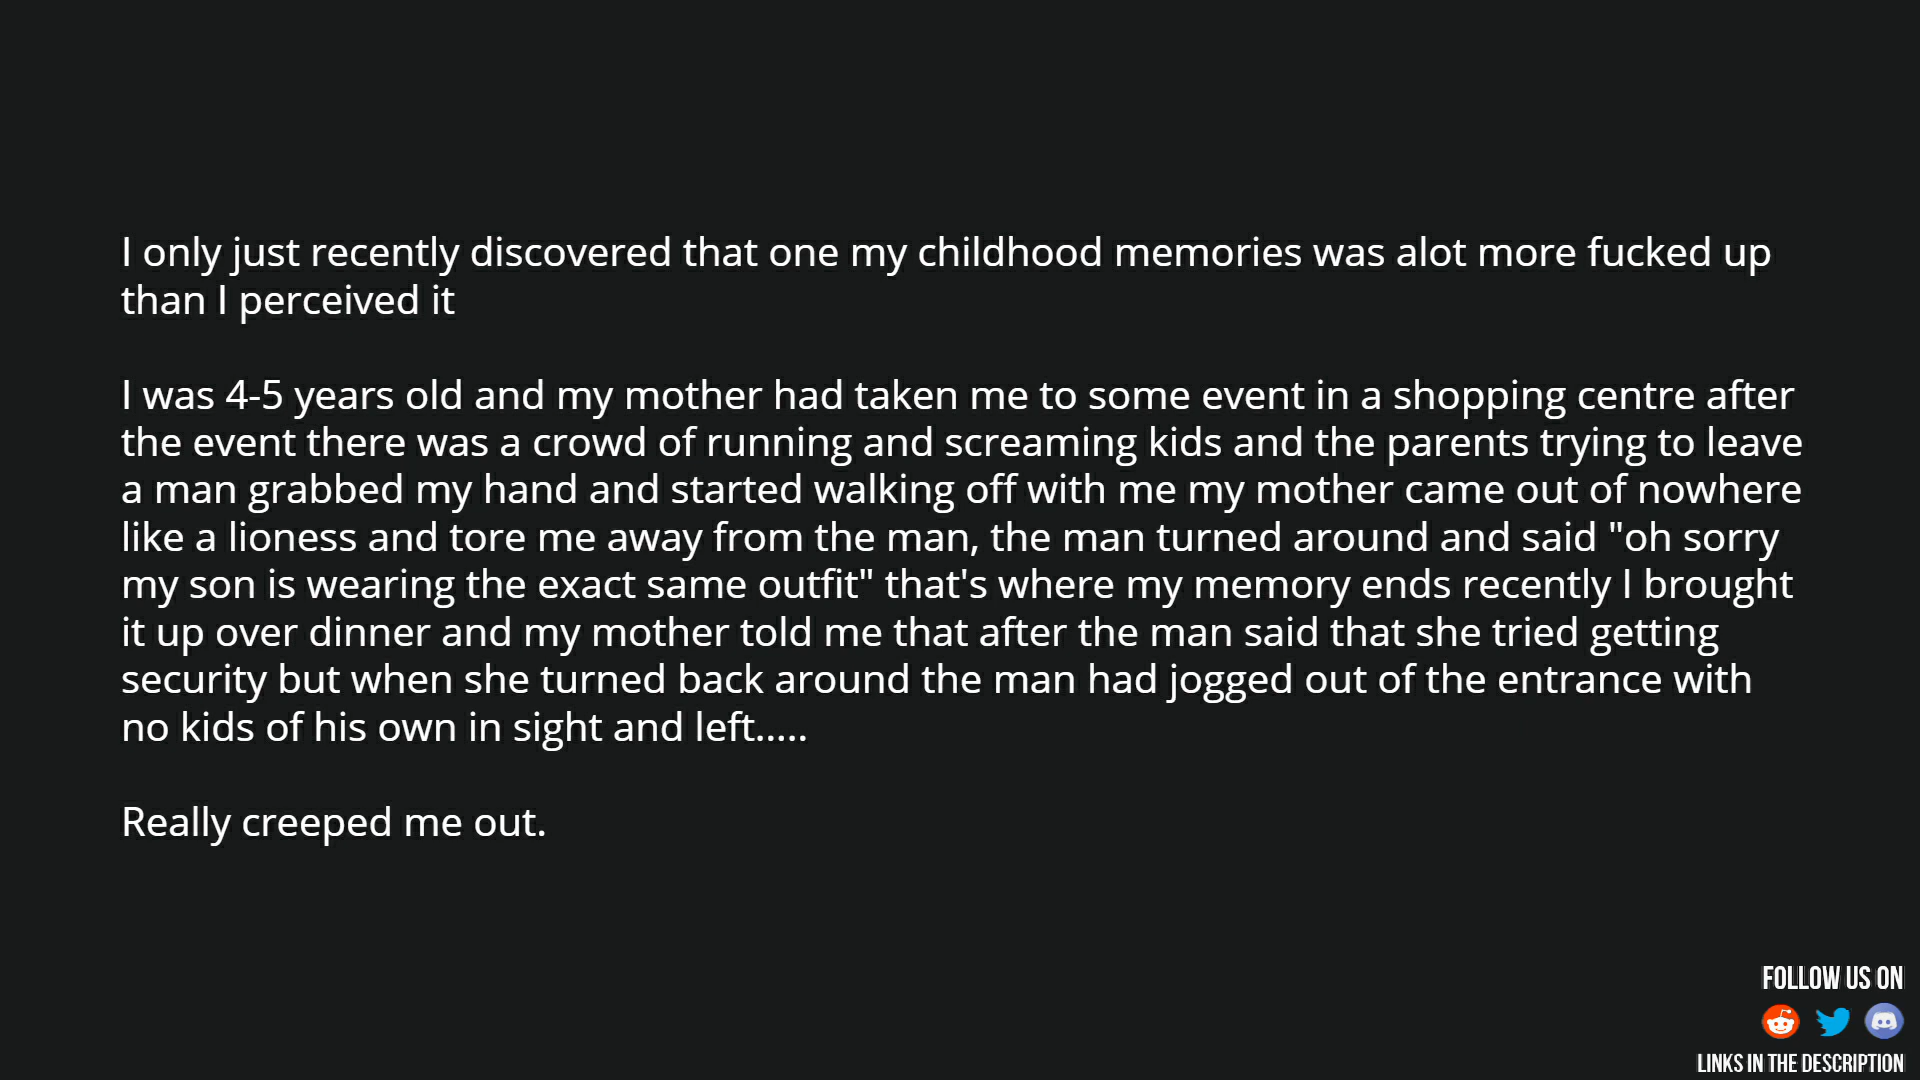 I only just recently discovered that one my childhood memories was alot more fucked up
than I perceived it
I was 4-5 years old and my mother had taken me to some event in a shopping centre after
the event there was a crowd of running and screaming kids and the parents trying to leave
a man grabbed my hand and started walking off with me my mother came out of nowhere
like a lioness and tore me away from the man, the man turned around and said "oh sorry
my son is wearing the exact same outfit" that's where my memory ends recently I brought
it up over dinner and my mother told me that after the man said that she tried getting
security but when she turned back around the man had jogged out of the entrance with
no kids of his own in sight and left.....
Really creeped me out.
FOLLOW US ON
LINKS IN THE DESCRIPTION